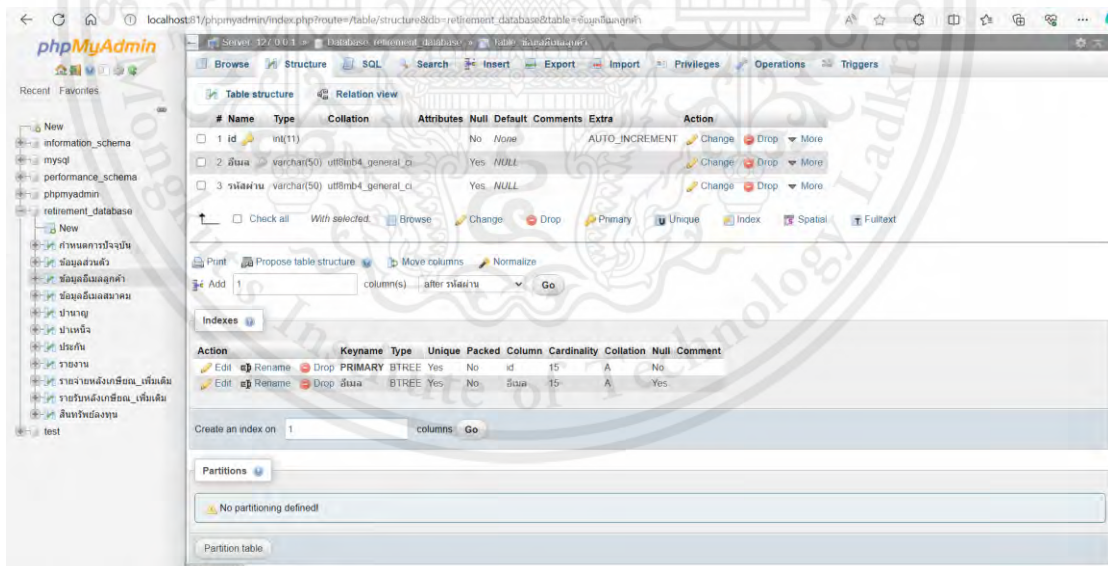 localhost:81/phpmyadmin/index.php?route=/table/structure&db=retirement_database&table=ข้อมูลอีเมลลูกค้า
phpMyAdmin
Recent Favorites
New
information_schema
mysql
performance_schema
phpmyadmin
retirement_database
New
กำหนดการปัจจุบัน
ข้อมูลส่วนตัว
ข้อมูลอีเมลลูกค้า
ข้อมูลอีเมลสมาคม
บำนาญ
บำเหน็จ
ประกัน
รายงาน
รายจ่ายหลังเกษียณ_เพิ่มเติม
รายรับหลังเกษียณ_เพิ่มเติม
สินทรัพย์ลงทุน
test
Server: 127.0.0.1 » Database: retirement_database » Table: ข้อมูลอีเมลลูกค้า
Browse Structure SQL Search Insert Export Import Privileges Operations Triggers
Table structure Relation view
# Name Type Collation Attributes Null Default Comments Extra Action
1 id int(11) No None AUTO_INCREMENT Change Drop More
2 อีเมล varchar(50) utf8mb4_general_ci Yes NULL Change Drop More
3 รหัสผ่าน varchar(50) utf8mb4_general_ci Yes NULL Change Drop More
Check all With selected: Browse Change Drop Primary Unique Index Spatial Fulltext
Print Propose table structure Move columns Normalize
Add 1 column(s) after รหัสผ่าน Go
Indexes
Action Keyname Type Unique Packed Column Cardinality Collation Null Comment
Edit Rename Drop PRIMARY BTREE Yes No id 15 A No
Edit Rename Drop อีเมล BTREE Yes No อีเมล 15 A Yes
Create an index on 1 columns Go
Partitions
No partitioning defined!
Partition table